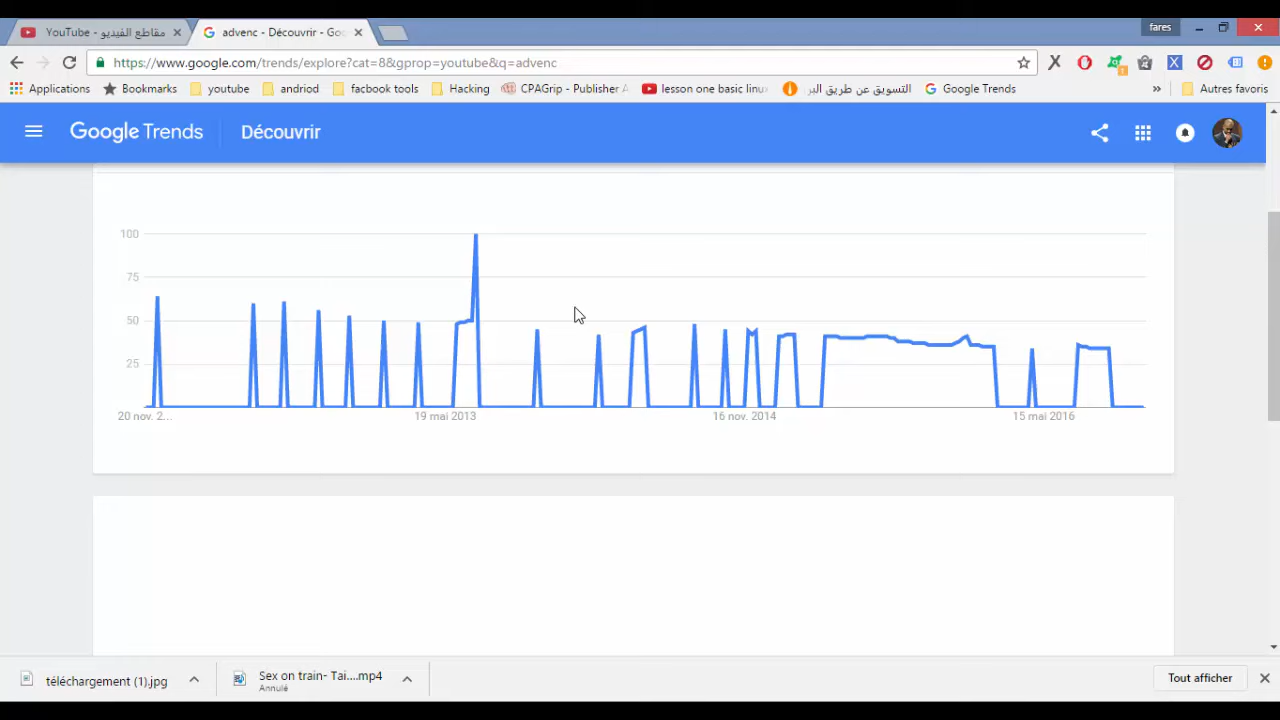 YouTube - مقاطع الفيديو
advenc - Découvrir - Goo
fares
https://www.google.com/trends/explore?cat=8&gprop=youtube&q=advenc
Applications
Bookmarks
youtube
andriod
facbook tools
Hacking
CPAGrip - Publisher A
lesson one basic linux
التسويق عن طريق البر
Google Trends
»
Autres favoris
Google Trends
Découvrir
100
75
50
25
20 nov. 2...
19 mai 2013
16 nov. 2014
15 mai 2016
téléchargement (1).jpg
Sex on train- Tai....mp4
Annulé
Tout afficher